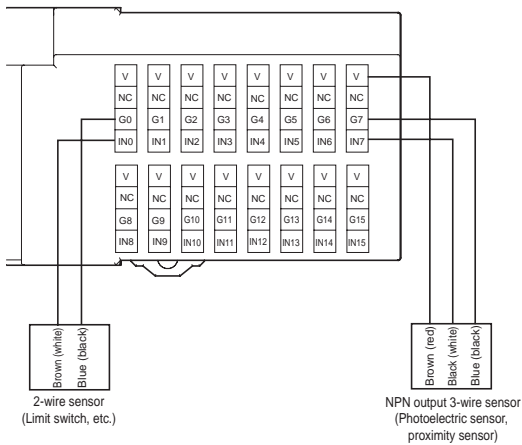 V V V V V V V V
NC NC NC NC NC NC NC NC
G0 G1 G2 G3 G4 G5 G6 G7
IN0 IN1 IN2 IN3 IN4 IN5 IN6 IN7
V V V V V V V V
NC NC NC NC NC NC NC NC
G8 G9 G10 G11 G12 G13 G14 G15
IN8 IN9 IN10 IN11 IN12 IN13 IN14 IN15
Brown (white)
Blue (black)
2-wire sensor
(Limit switch, etc.)
Brown (red)
Black (white)
Blue (black)
NPN output 3-wire sensor
(Photoelectric sensor,
proximity sensor)